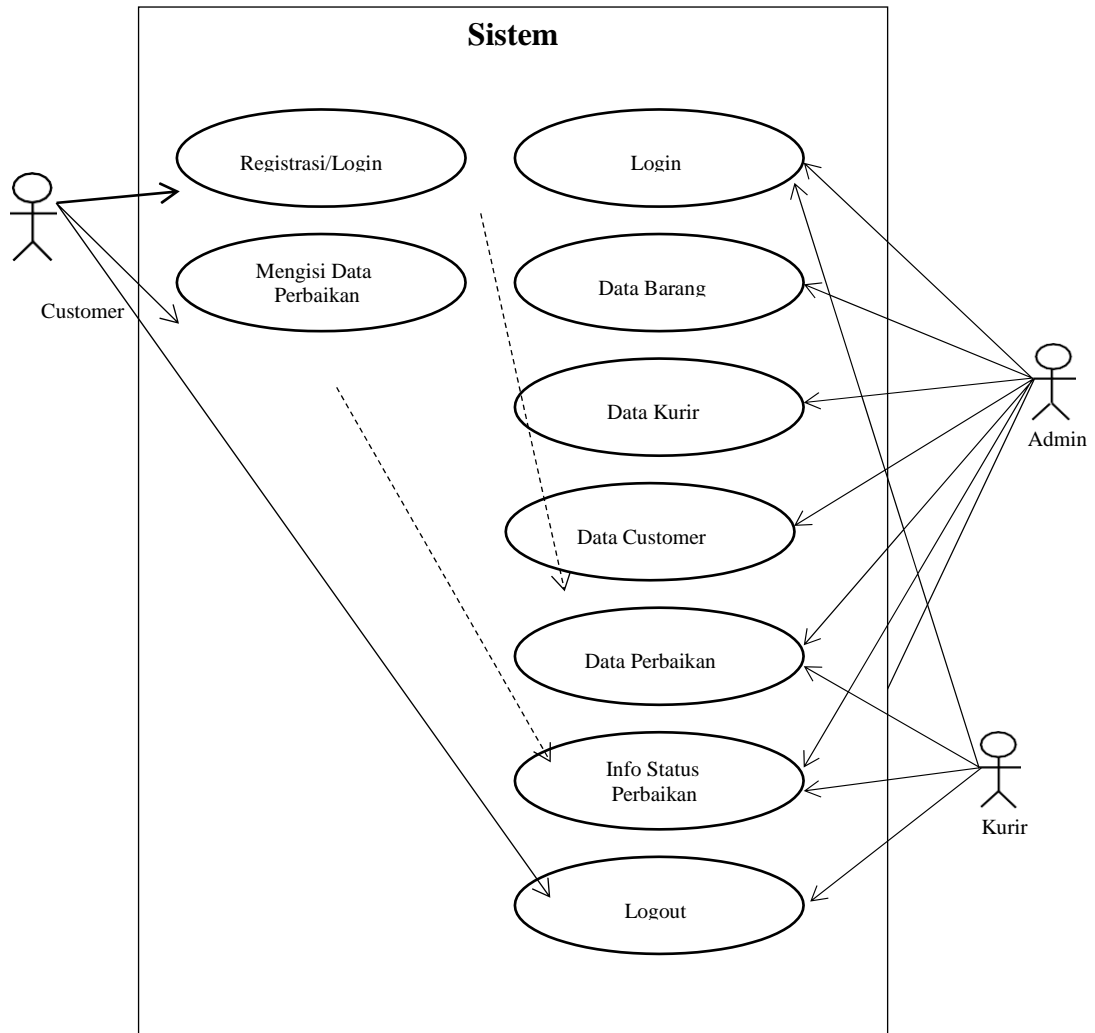 Sistem
Registrasi/Login
Login
Mengisi Data
Perbaikan
Data Barang
Customer
Data Kurir
Admin
Data Customer
Data Perbaikan
Info Status
Perbaikan
Kurir
Logout